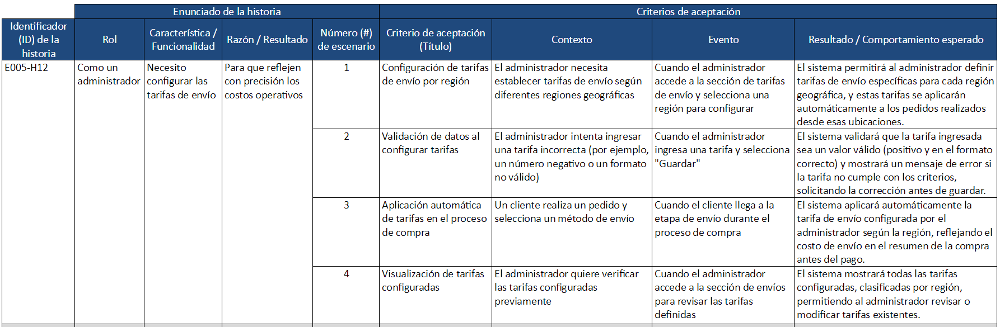 Enunciado de la historia
Criterios de aceptación
Identificador
(ID) de la
historia
Rol
Característica /
Funcionalidad
Razón / Resultado
Número (#)
de escenario
Criterio de aceptación
(Título)
Contexto
Evento
Resultado / Comportamiento esperado
E005-H12
Como un
administrador
Necesito
configurar las
tarifas de envío
Para que reflejen
con precisión los
costos operativos
1
Configuración de tarifas
de envío por región
El administrador necesita
establecer tarifas de envío según
diferentes regiones geográficas
Cuando el administrador
accede a la sección de tarifas
de envío y selecciona una
región para configurar
El sistema permitirá al administrador definir
tarifas de envío específicas para cada región
geográfica, y estas tarifas se aplicarán
automáticamente a los pedidos realizados
desde esas ubicaciones.
2
Validación de datos al
configurar tarifas
El administrador intenta ingresar
una tarifa incorrecta (por ejemplo,
un número negativo o un formato
no válido)
Cuando el administrador
ingresa una tarifa y selecciona
"Guardar"
El sistema validará que la tarifa ingresada
sea un valor válido (positivo y en el formato
correcto) y mostrará un mensaje de error si
la tarifa no cumple con los criterios,
solicitando la corrección antes de guardar.
3
Aplicación automática
de tarifas en el proceso
de compra
Un cliente realiza un pedido y
selecciona un método de envío
Cuando el cliente llega a la
etapa de envío durante el
proceso de compra
El sistema aplicará automáticamente la
tarifa de envío configurada por el
administrador según la región, reflejando el
costo de envío en el resumen de la compra
antes del pago.
4
Visualización de tarifas
configuradas
El administrador quiere verificar
las tarifas configuradas
previamente
Cuando el administrador
accede a la sección de envíos
para revisar las tarifas
definidas
El sistema mostrará todas las tarifas
configuradas, clasificadas por región,
permitiendo al administrador revisar o
modificar tarifas existentes.